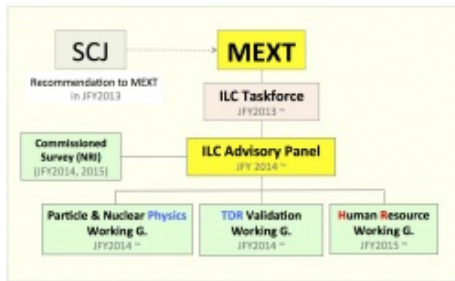 SCJ
MEXT
Recommendation to MEXT
in JFY2013
ILC Taskforce
JFY2013 ~
Commissioned
Survey (NRI)
(JFY2014, 2015)
ILC Advisory Panel
JFY 2014 ~
Particle & Nuclear Physics
Working G.
JFY2014 ~
TDR Validation
Working G.
JFY2014 ~
Human Resource
Working G.
JFY2015 ~